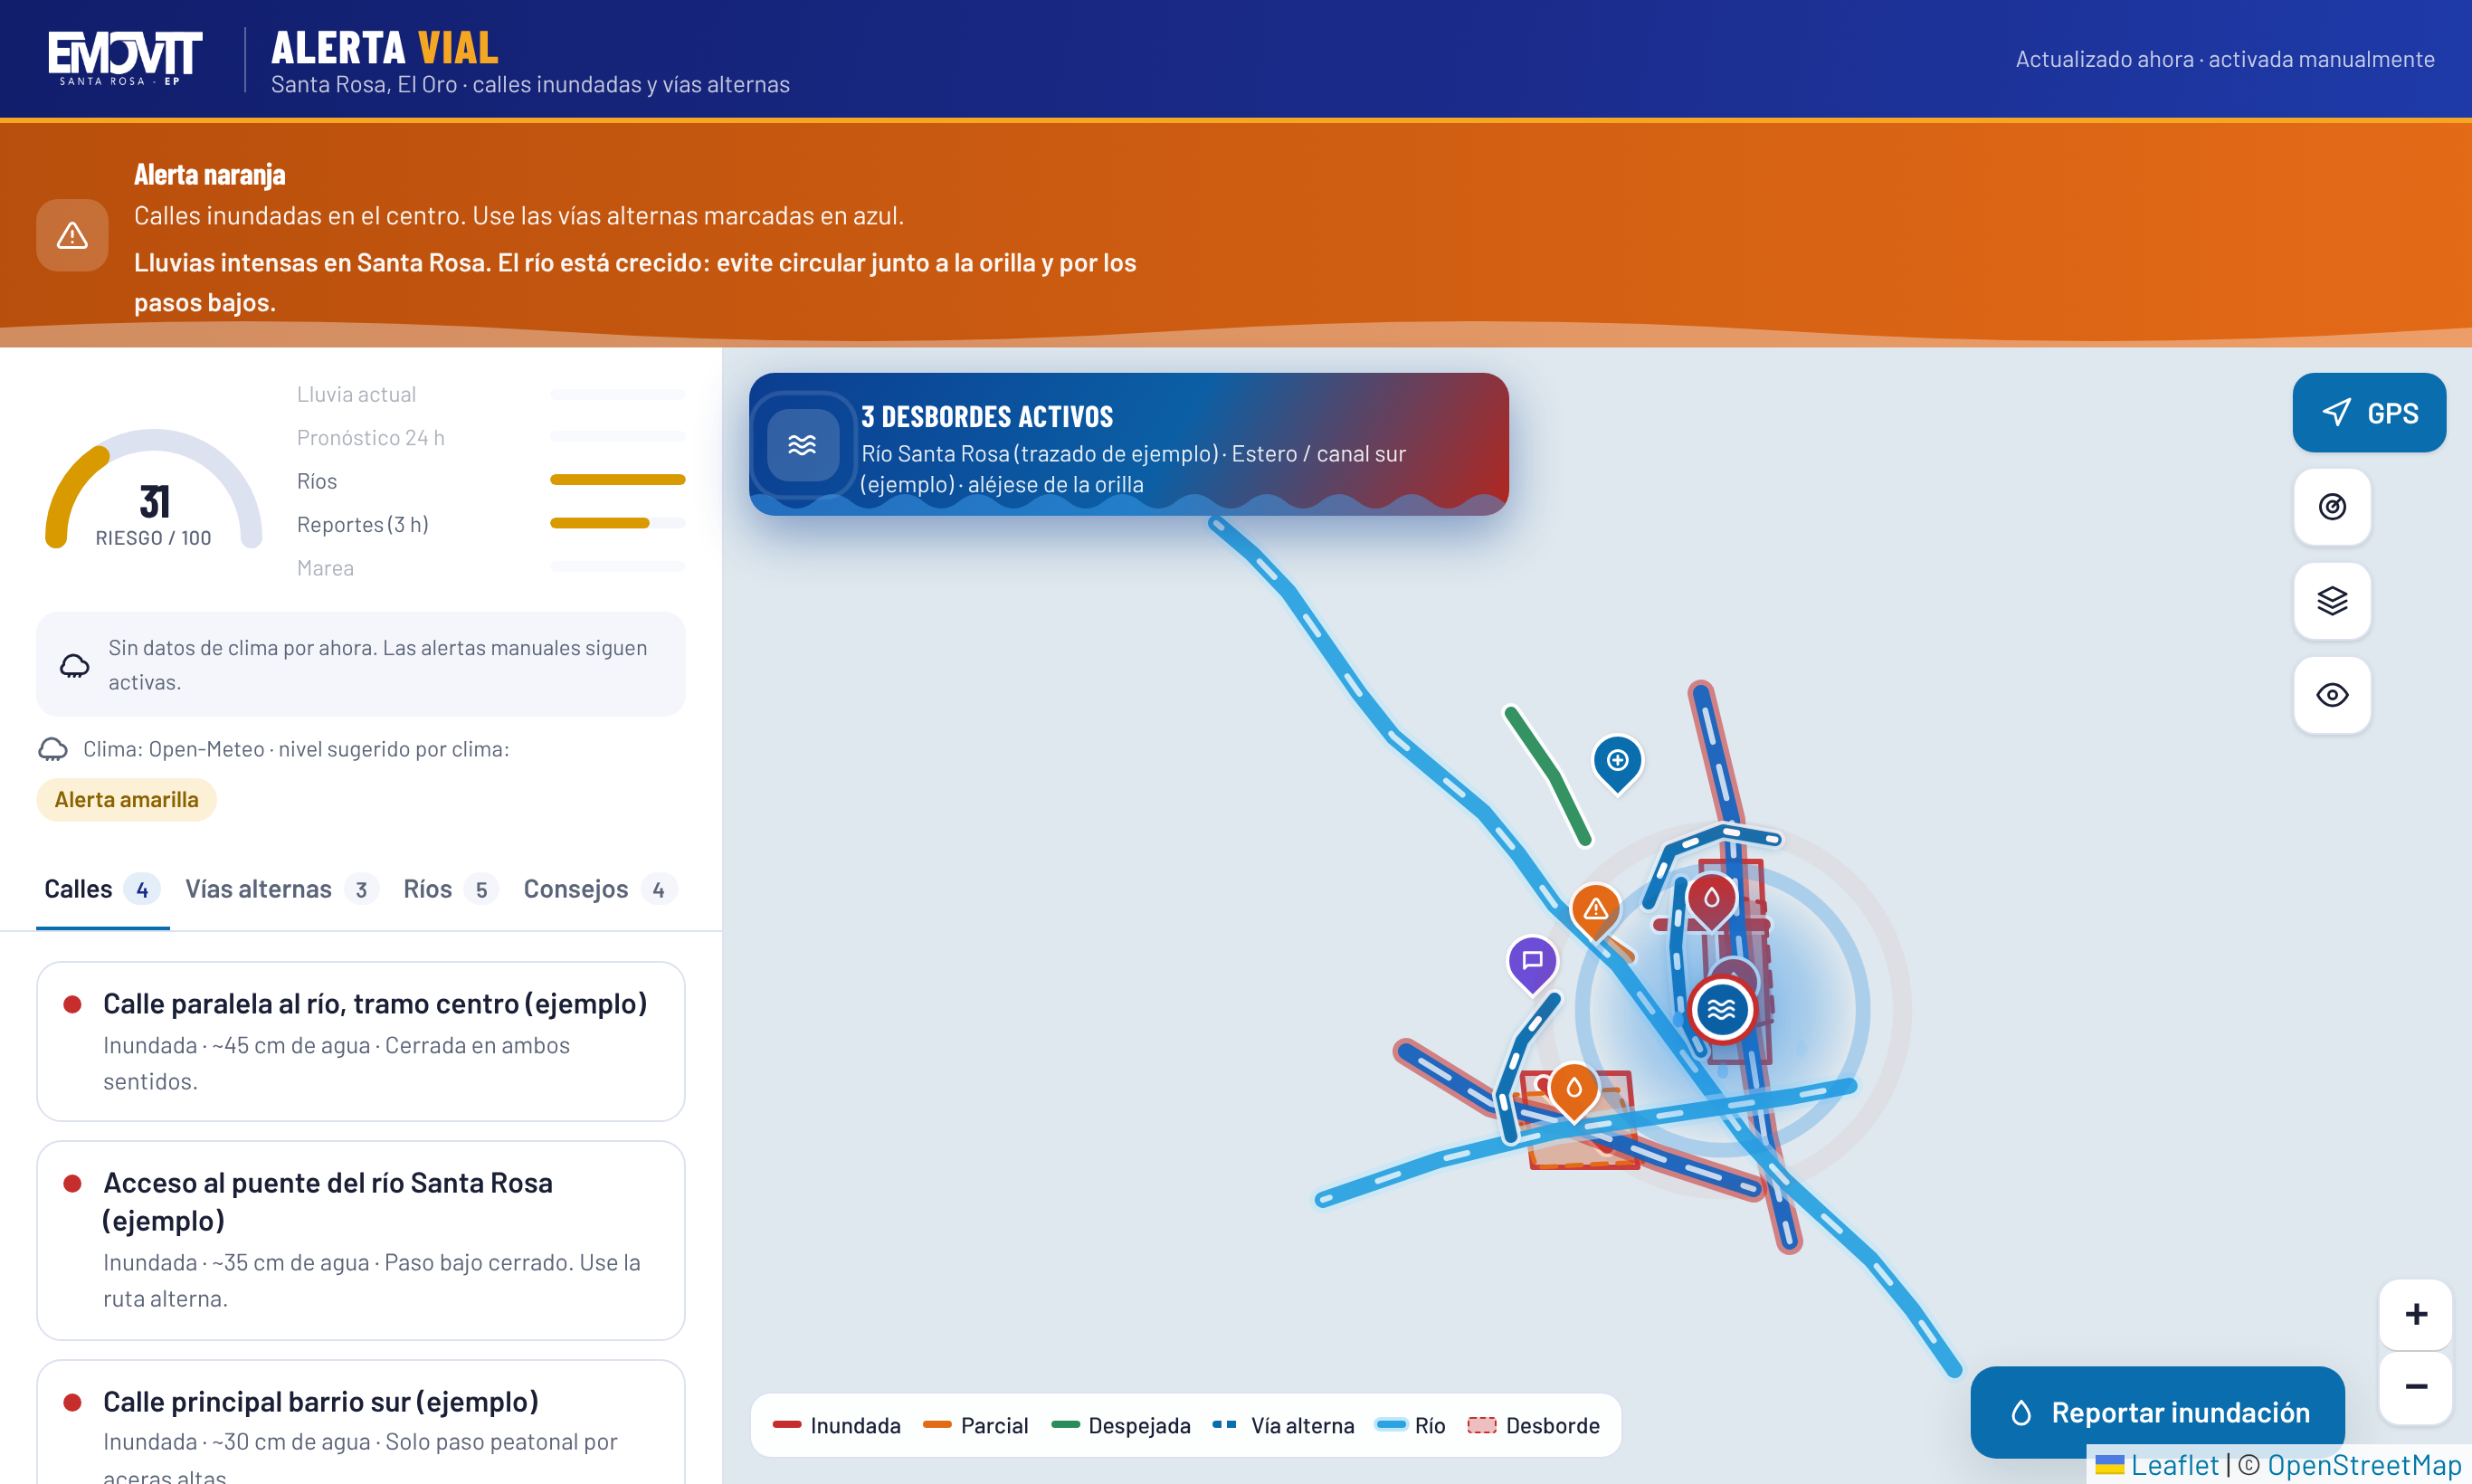 EMOVTT
SANTA ROSA - EP
ALERTA VIAL
Santa Rosa, El Oro · calles inundadas y vías alternas
Actualizado ahora · activada manualmente
Alerta naranja
Calles inundadas en el centro. Use las vías alternas marcadas en azul.
Lluvias intensas en Santa Rosa. El río está crecido: evite circular junto a la orilla y por los
pasos bajos.
31
RIESGO / 100
Lluvia actual
Pronóstico 24 h
Ríos
Reportes (3 h)
Marea
Sin datos de clima por ahora. Las alertas manuales siguen
activas.
Clima: Open-Meteo · nivel sugerido por clima:
Alerta amarilla
Calles 4
Vías alternas 3
Ríos 5
Consejos 4
Calle paralela al río, tramo centro (ejemplo)
Inundada · ~45 cm de agua · Cerrada en ambos
sentidos.
Acceso al puente del río Santa Rosa
(ejemplo)
Inundada · ~35 cm de agua · Paso bajo cerrado. Use la
ruta alterna.
Calle principal barrio sur (ejemplo)
Inundada · ~30 cm de agua · Solo paso peatonal por
aceras altas
3 DESBORDES ACTIVOS
Río Santa Rosa (trazado de ejemplo) · Estero / canal sur
(ejemplo) · aléjese de la orilla
GPS
+
−
Inundada
Parcial
Despejada
Vía alterna
Río
Desborde
Reportar inundación
Leaflet | © OpenStreetMap